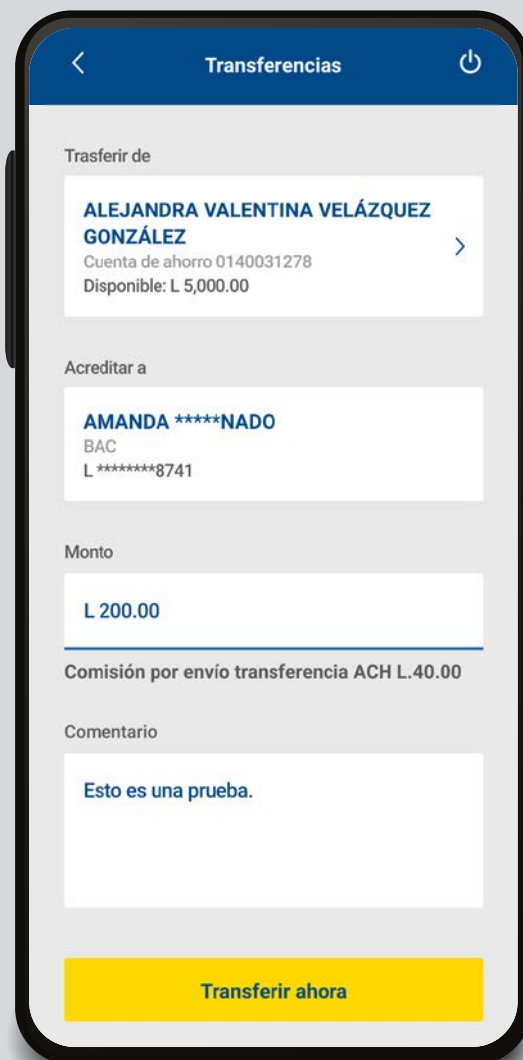 Transferencias
Trasferir de
ALEJANDRA VALENTINA VELÁZQUEZ
GONZÁLEZ
Cuenta de ahorro 0140031278
Disponible: L 5,000.00
Acreditar a
AMANDA *****NADO
BAC
L ********8741
Monto
L 200.00
Comisión por envío transferencia ACH L.40.00
Comentario
Esto es una prueba.
Transferir ahora